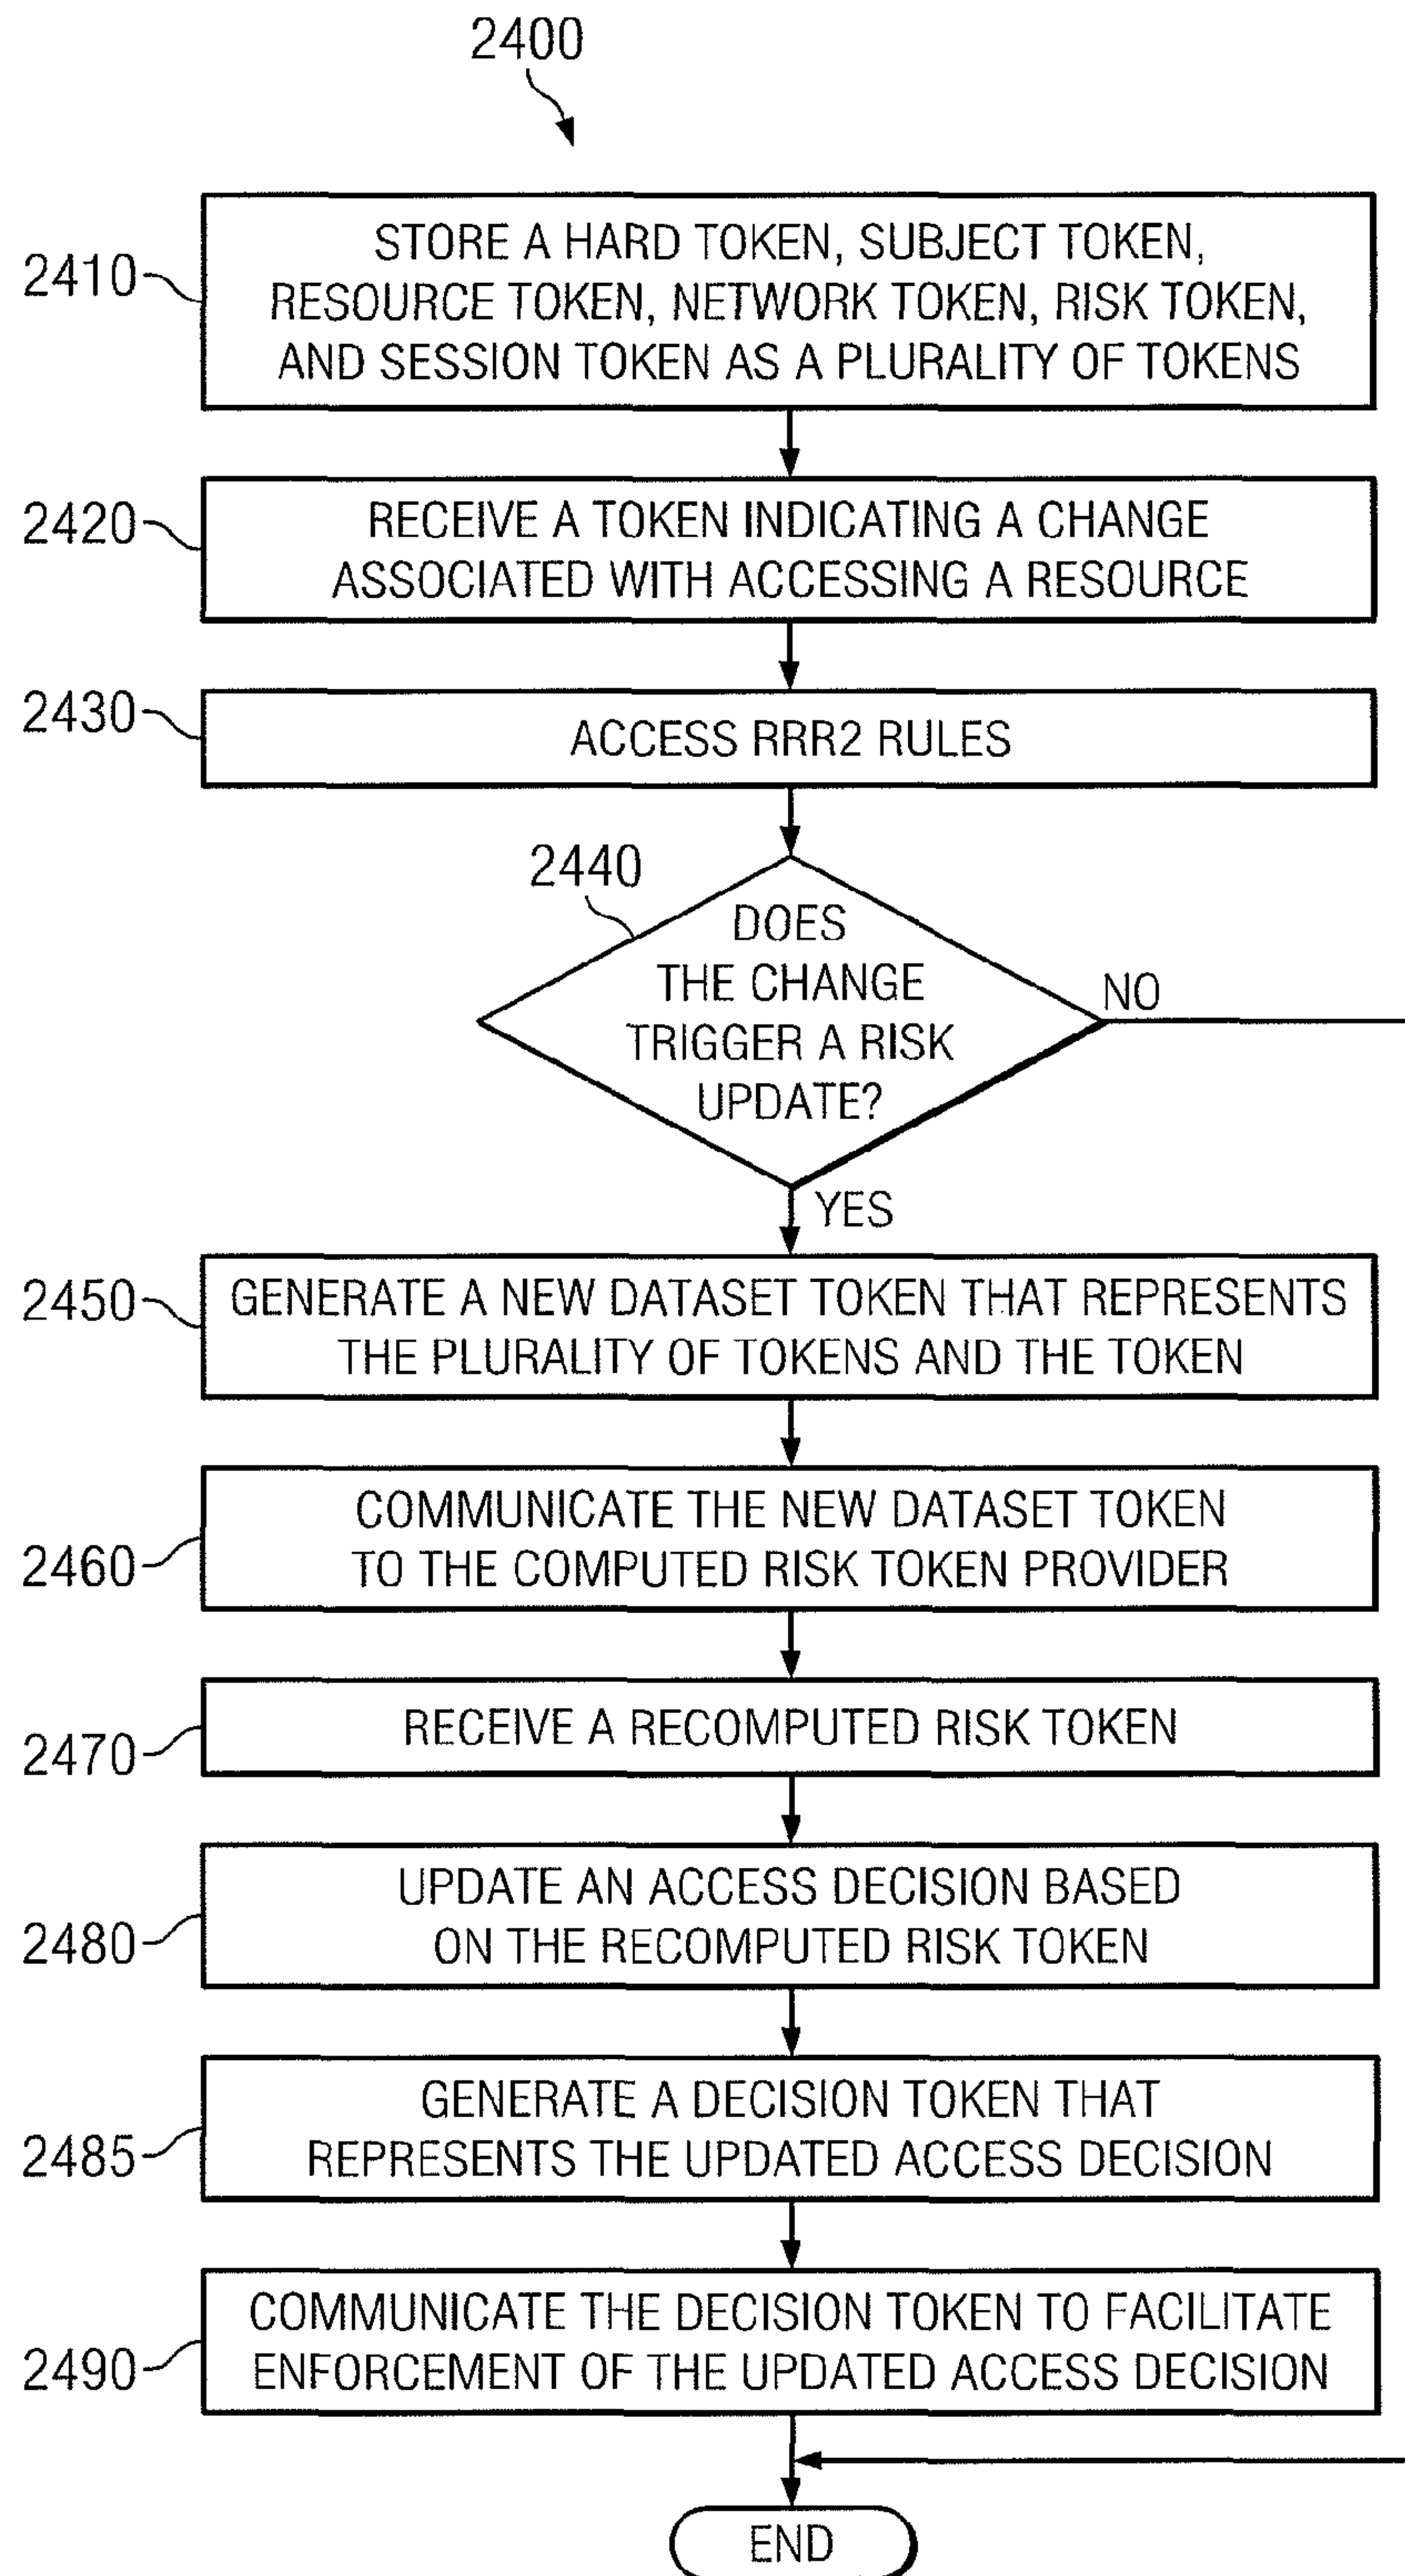 2400
2410
STORE A HARD TOKEN, SUBJECT TOKEN,
RESOURCE TOKEN, NETWORK TOKEN, RISK TOKEN,
AND SESSION TOKEN AS A PLURALITY OF TOKENS
2420
RECEIVE A TOKEN INDICATING A CHANGE
ASSOCIATED WITH ACCESSING A RESOURCE
2430
ACCESS RRR2 RULES
2440
DOES
THE CHANGE
TRIGGER A RISK
UPDATE?
NO
YES
2450
GENERATE A NEW DATASET TOKEN THAT REPRESENTS
THE PLURALITY OF TOKENS AND THE TOKEN
2460
COMMUNICATE THE NEW DATASET TOKEN
TO THE COMPUTED RISK TOKEN PROVIDER
2470
RECEIVE A RECOMPUTED RISK TOKEN
2480
UPDATE AN ACCESS DECISION BASED
ON THE RECOMPUTED RISK TOKEN
2485
GENERATE A DECISION TOKEN THAT
REPRESENTS THE UPDATED ACCESS DECISION
2490
COMMUNICATE THE DECISION TOKEN TO FACILITATE
ENFORCEMENT OF THE UPDATED ACCESS DECISION
END